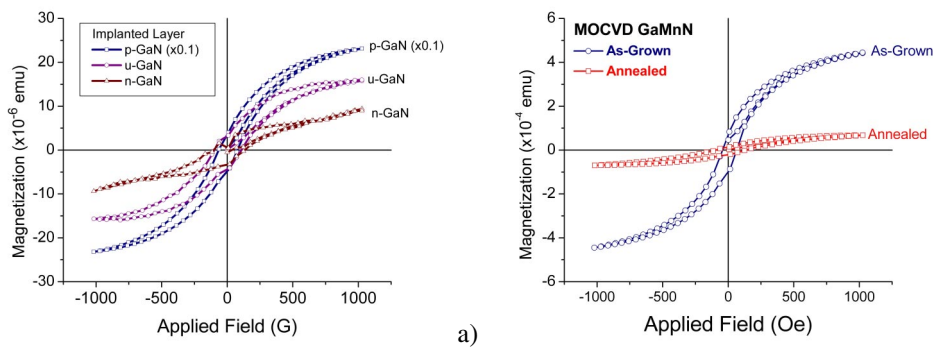 Implanted Layer
p-GaN (x0.1)
u-GaN
n-GaN
p-GaN (x0.1)
u-GaN
n-GaN
30
20
10
0
-10
-20
-30
Magnetization (x10⁻⁶ emu)
-1000 -500 0 500 1000
Applied Field (G)
a)
MOCVD GaMnN
As-Grown
Annealed
As-Grown
Annealed
6
4
2
0
-2
-4
-6
Magnetization (x10⁻⁴ emu)
-1000 -500 0 500 1000
Applied Field (Oe)